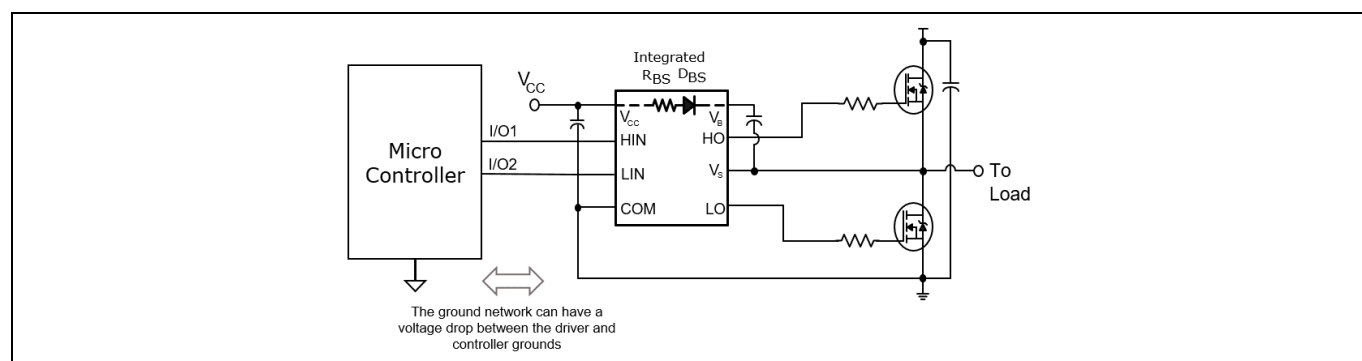 Integrated
RBS DBS
VCC
VCC
VB
I/O1
HIN
HO
Micro
Controller
I/O2
LIN
VS
To
Load
COM
LO
The ground network can have a
voltage drop between the driver and
controller grounds